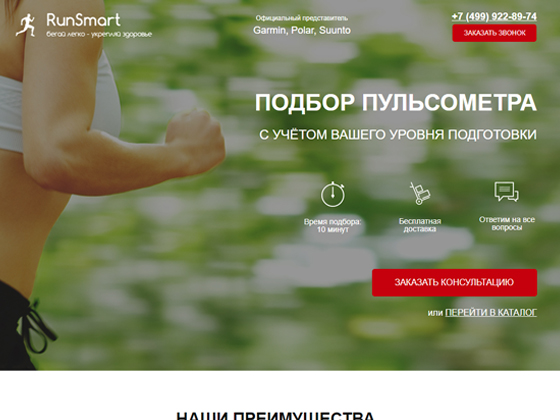 RunSmart
бегай легко - укрепляй здоровье
Официальный представитель
Garmin, Polar, Suunto
+7 (499) 922-89-74
ЗАКАЗАТЬ ЗВОНОК
ПОДБОР ПУЛЬСОМЕТРА
С УЧЁТОМ ВАШЕГО УРОВНЯ ПОДГОТОВКИ
Время подбора:
10 минут
Бесплатная
доставка
Ответим на все
вопросы
ЗАКАЗАТЬ КОНСУЛЬТАЦИЮ
или ПЕРЕЙТИ В КАТАЛОГ
НАШИ ПРЕИМУЩЕСТВА